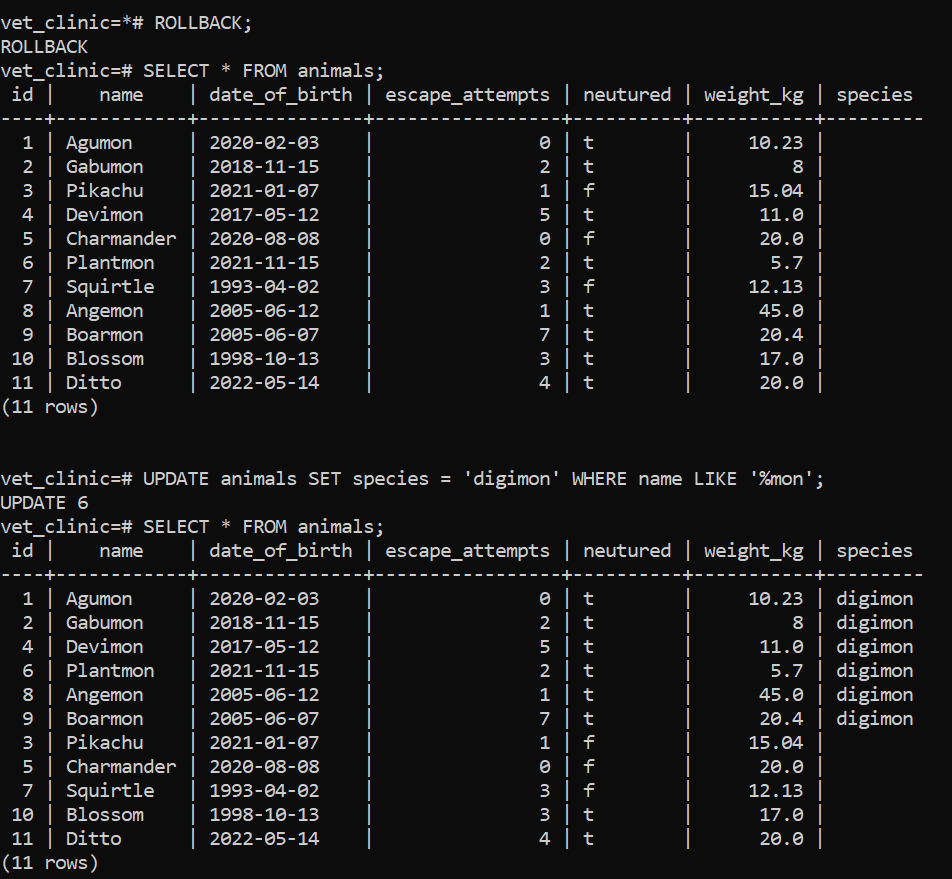 vet_clinic=*# ROLLBACK;
ROLLBACK
vet_clinic=# SELECT * FROM animals;
 id |    name    | date_of_birth | escape_attempts | neutured | weight_kg | species
----+------------+---------------+-----------------+----------+-----------+---------
  1 | Agumon     | 2020-02-03    |               0 | t        |     10.23 |
  2 | Gabumon    | 2018-11-15    |               2 | t        |         8 |
  3 | Pikachu    | 2021-01-07    |               1 | f        |     15.04 |
  4 | Devimon    | 2017-05-12    |               5 | t        |      11.0 |
  5 | Charmander | 2020-08-08    |               0 | f        |      20.0 |
  6 | Plantmon   | 2021-11-15    |               2 | t        |       5.7 |
  7 | Squirtle   | 1993-04-02    |               3 | f        |     12.13 |
  8 | Angemon    | 2005-06-12    |               1 | t        |      45.0 |
  9 | Boarmon    | 2005-06-07    |               7 | t        |      20.4 |
 10 | Blossom    | 1998-10-13    |               3 | t        |      17.0 |
 11 | Ditto      | 2022-05-14    |               4 | t        |      20.0 |
(11 rows)
vet_clinic=# UPDATE animals SET species = 'digimon' WHERE name LIKE '%mon';
UPDATE 6
vet_clinic=# SELECT * FROM animals;
 id |    name    | date_of_birth | escape_attempts | neutured | weight_kg | species
----+------------+---------------+-----------------+----------+-----------+---------
  1 | Agumon     | 2020-02-03    |               0 | t        |     10.23 | digimon
  2 | Gabumon    | 2018-11-15    |               2 | t        |         8 | digimon
  4 | Devimon    | 2017-05-12    |               5 | t        |      11.0 | digimon
  6 | Plantmon   | 2021-11-15    |               2 | t        |       5.7 | digimon
  8 | Angemon    | 2005-06-12    |               1 | t        |      45.0 | digimon
  9 | Boarmon    | 2005-06-07    |               7 | t        |      20.4 | digimon
  3 | Pikachu    | 2021-01-07    |               1 | f        |     15.04 |
  5 | Charmander | 2020-08-08    |               0 | f        |      20.0 |
  7 | Squirtle   | 1993-04-02    |               3 | f        |     12.13 |
 10 | Blossom    | 1998-10-13    |               3 | t        |      17.0 |
 11 | Ditto      | 2022-05-14    |               4 | t        |      20.0 |
(11 rows)